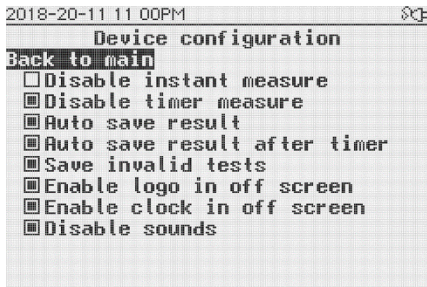 2018-20-11 11 00PM
Device configuration
Back to main
Disable instant measure
Disable timer measure
Auto save result
Auto save result after timer
Save invalid tests
Enable logo in off screen
Enable clock in off screen
Disable sounds